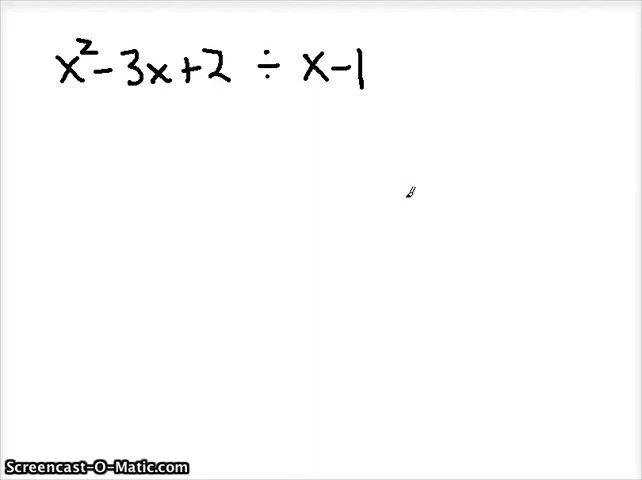 x² - 3x + 2 ÷ x - 1
Screencast-O-Matic.com